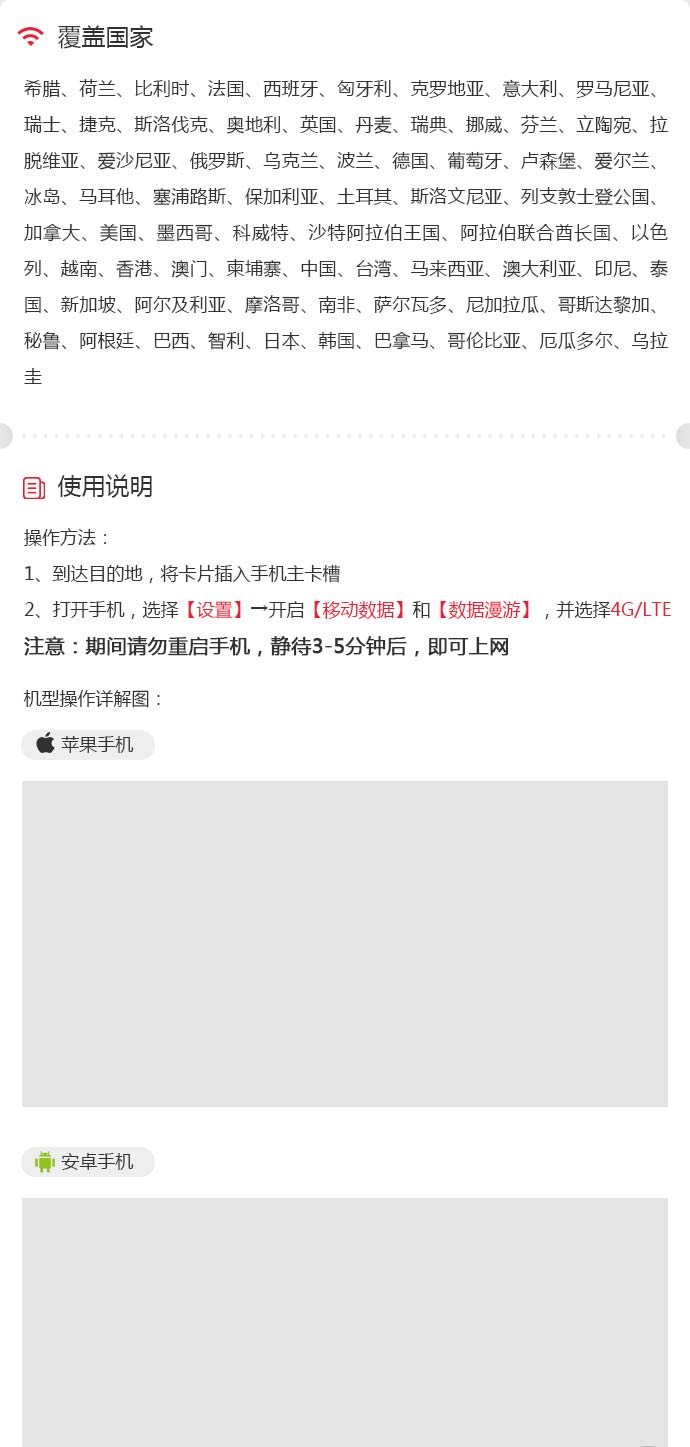 覆盖国家
希腊、荷兰、比利时、法国、西班牙、匈牙利、克罗地亚、意大利、罗马尼亚、
瑞士、捷克、斯洛伐克、奥地利、英国、丹麦、瑞典、挪威、芬兰、立陶宛、拉
脱维亚、爱沙尼亚、俄罗斯、乌克兰、波兰、德国、葡萄牙、卢森堡、爱尔兰、
冰岛、马耳他、塞浦路斯、保加利亚、土耳其、斯洛文尼亚、列支敦士登公国、
加拿大、美国、墨西哥、科威特、沙特阿拉伯王国、阿拉伯联合酋长国、以色
列、越南、香港、澳门、柬埔寨、中国、台湾、马来西亚、澳大利亚、印尼、泰
国、新加坡、阿尔及利亚、摩洛哥、南非、萨尔瓦多、尼加拉瓜、哥斯达黎加、
秘鲁、阿根廷、巴西、智利、日本、韩国、巴拿马、哥伦比亚、厄瓜多尔、乌拉
圭
使用说明
操作方法：
1、到达目的地，将卡片插入手机主卡槽
2、打开手机，选择【设置】→开启【移动数据】和【数据漫游】，并选择4G/LTE
注意：期间请勿重启手机，静待3-5分钟后，即可上网
机型操作详解图：
苹果手机
安卓手机